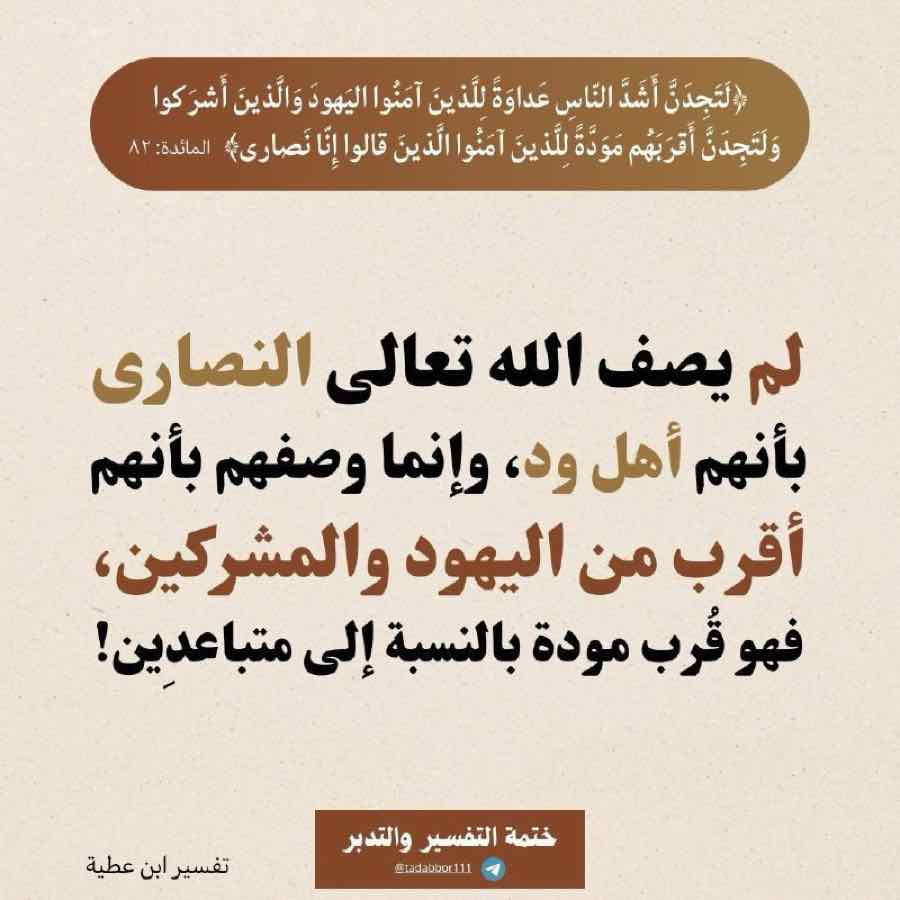 ﴿لَتَجِدَنَّ أَشَدَّ النّاسِ عَداوَةً لِلَّذينَ آمَنُوا اليَهودَ وَالَّذينَ أَشرَكوا
وَلَتَجِدَنَّ أَقرَبَهُم مَوَدَّةً لِلَّذينَ آمَنُوا الَّذينَ قالوا إِنّا نَصارى﴾ المائدة: ٨٢
لم يصف الله تعالى النصارى
بأنهم أهل ود، وإنما وصفهم بأنهم
أقرب من اليهود والمشركين،
فهو قُرب مودة بالنسبة إلى متباعدِين!
ختمة التفسير والتدبر
@tadabbor111
تفسير ابن عطية